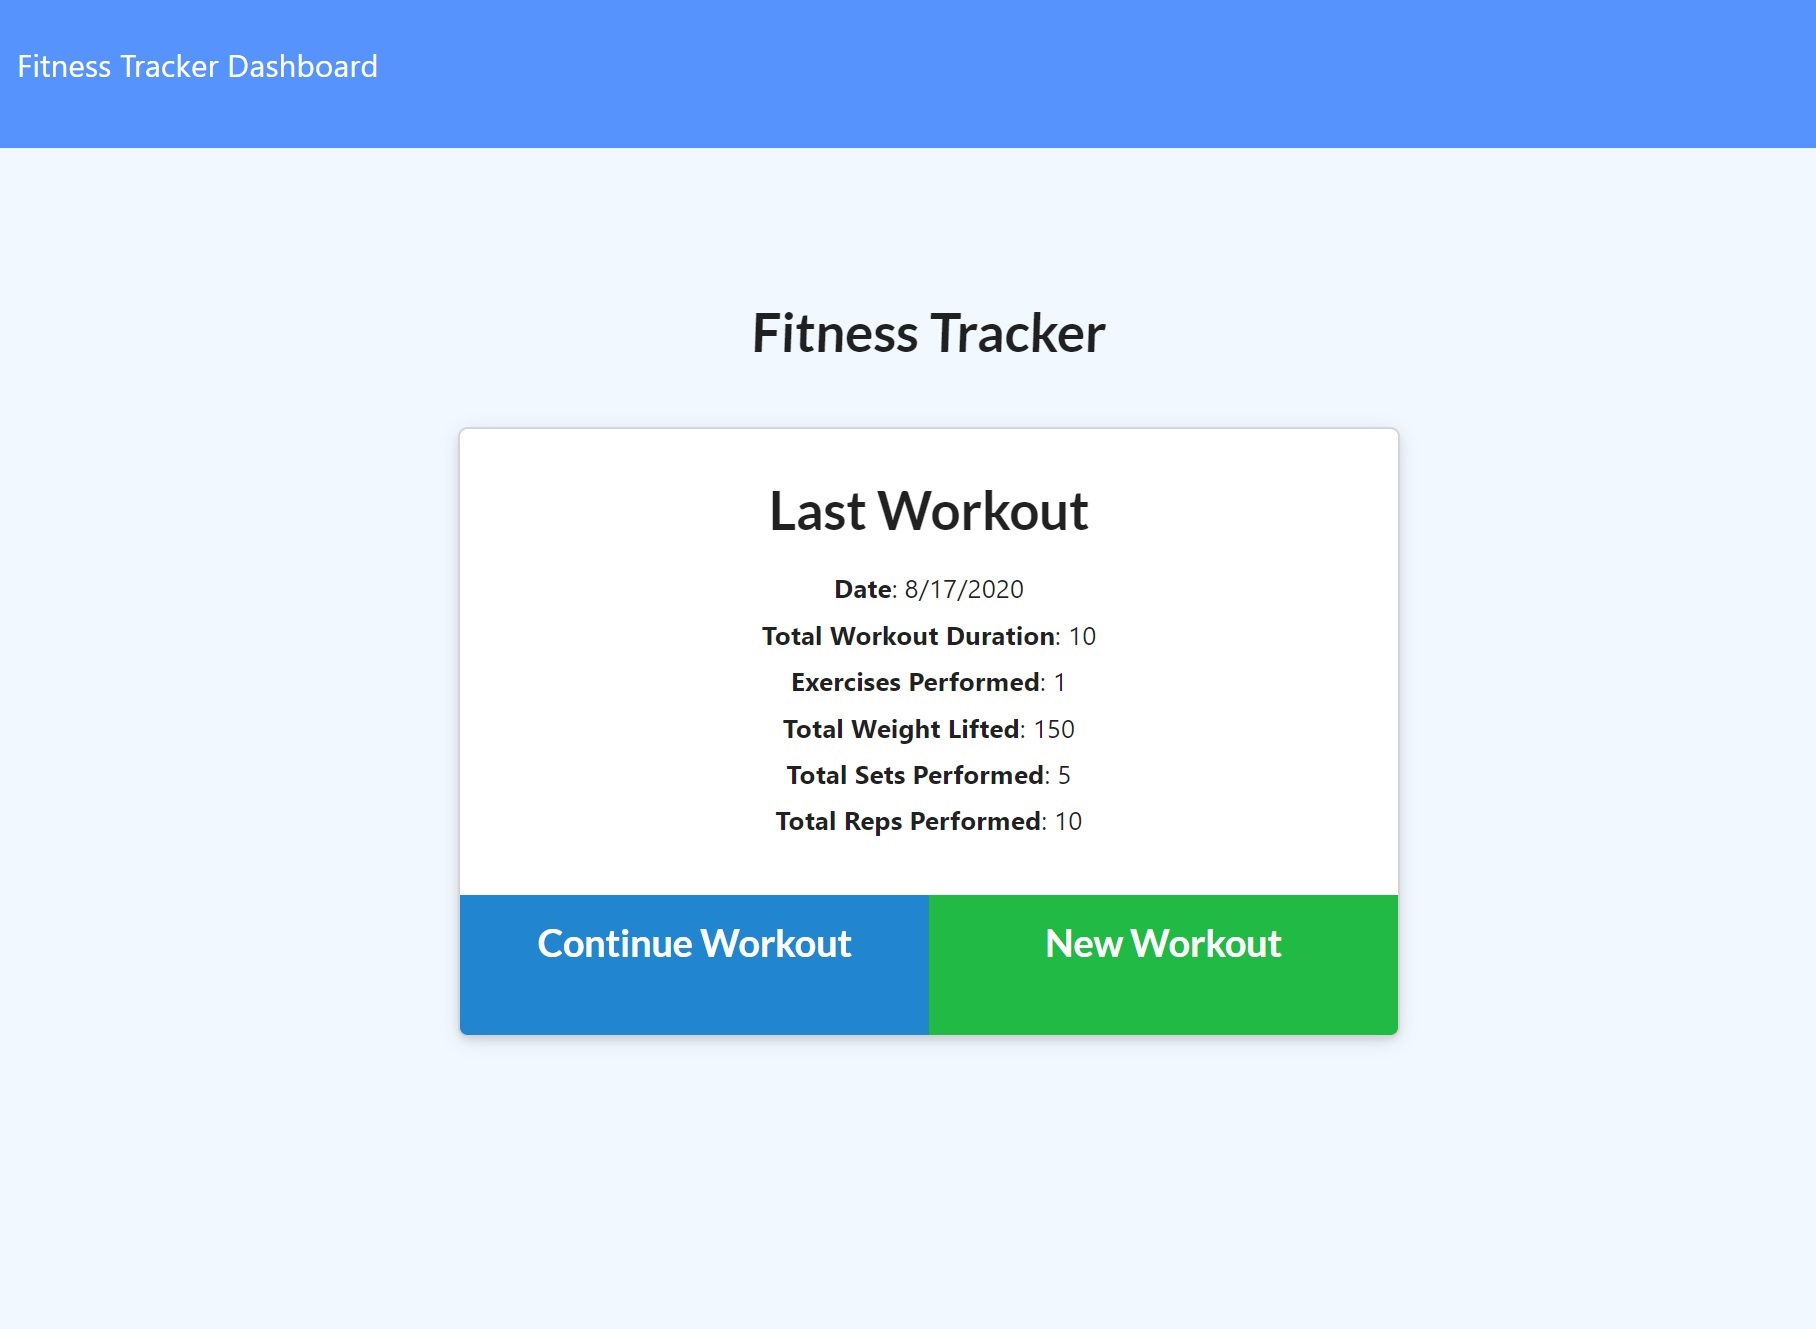 Fitness Tracker Dashboard
Fitness Tracker
Last Workout
Date: 8/17/2020
Total Workout Duration: 10
Exercises Performed: 1
Total Weight Lifted: 150
Total Sets Performed: 5
Total Reps Performed: 10
Continue Workout
New Workout